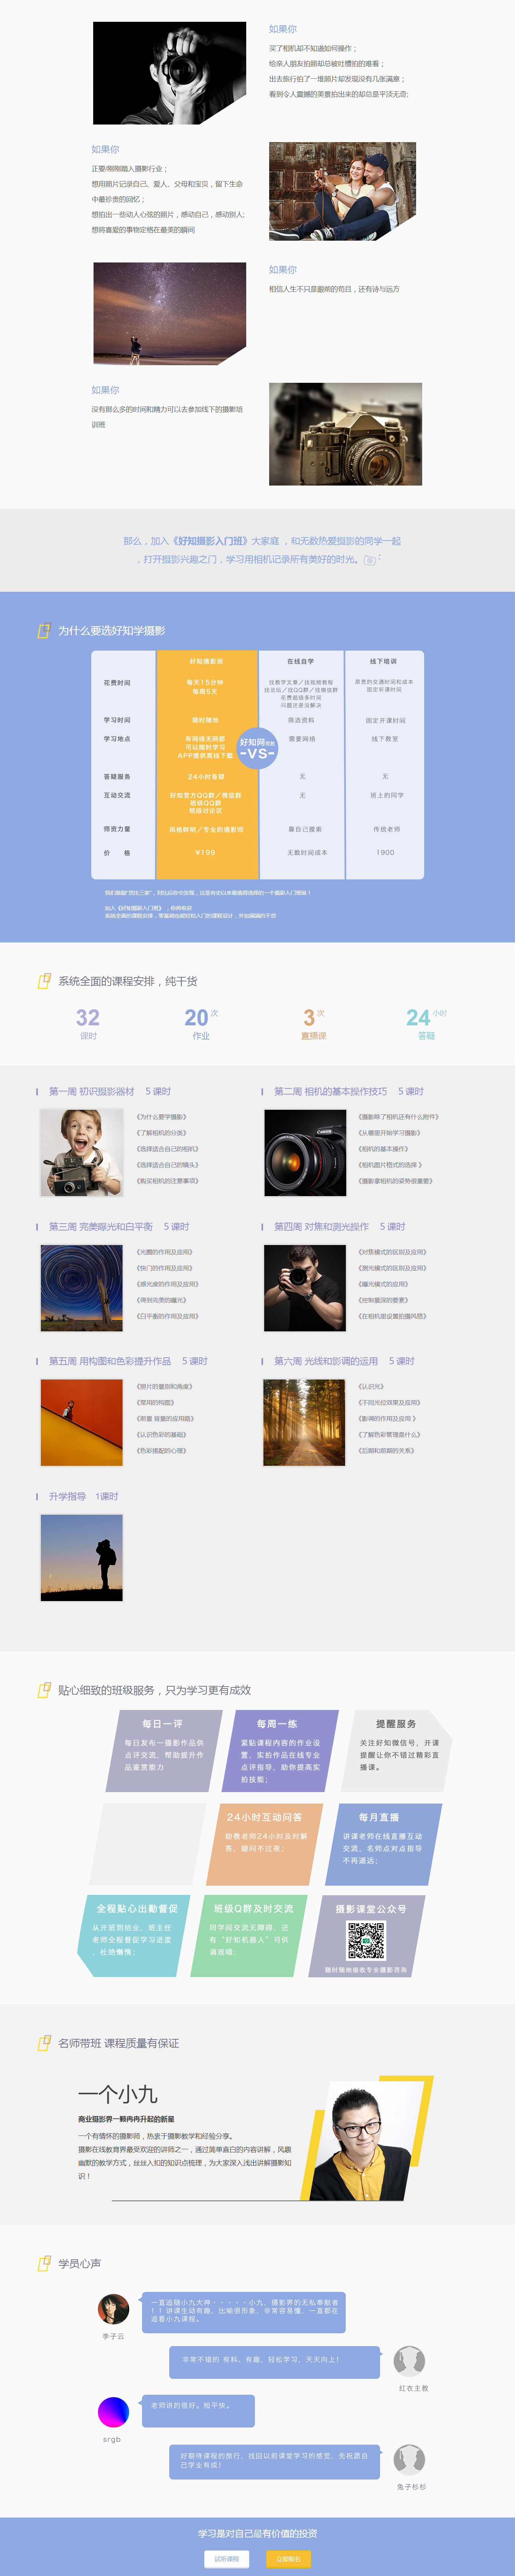 如果你
买了相机却不知道如何操作；
给亲人朋友拍照却总被吐槽拍的难看；
出去旅行拍了一堆照片却发现没有几张满意；
看到令人震撼的美景拍出来的却总是平淡无奇;
如果你
正要/刚刚踏入摄影行业；
想用照片记录自己、爱人、父母和宝贝，留下生命
中最珍贵的回忆；
想拍出一些动人心弦的照片，感动自己，感动别人;
想将喜爱的事物定格在最美的瞬间
如果你
相信人生不只是眼前的苟且，还有诗与远方
如果你
没有那么多的时间和精力可以去参加线下的摄影培
训班
那么，加入《好知摄影入门班》大家庭 ，和无数热爱摄影的同学一起
，打开摄影兴趣之门，学习用相机记录所有美好的时光。
为什么要选好知学摄影
好知摄影班 在线自学 线下培训
花费时间
每天15分钟
每周5天
找教学文章／找视频教程
找论坛／找QQ群／找微信群
花费超级多时间
问题还是没解决
昂贵的交通时间和成本
固定听课时间
学习时间 随时随地 筛选资料 固定开课时间
学习地点
有网络无网都
可以随时学习
APP提供离线下载
需要网络
线下教室
好知网
-VS-
答疑服务 24小时答疑 无 无
互动交流
好知官方QQ群／微信群
班级QQ群
班级讨论区
无
班上的同学
师资力量 风格鲜明／专业的摄影师 靠自己摸索 传统老师
价 格 ￥199 无数时间成本 1900
加入《好知摄影入门班》，你将收获
系统全面的课程安排，纯干货
32
课时
20次
作业
3次
直播课
24小时
答疑
第一周 初识摄影器材 5 课时
《为什么要学摄影》
《了解相机的分类》
《选择适合自己的相机》
《选择适合自己的镜头》
《购买相机的注意事项》
第二周 相机的基本操作技巧 5 课时
《摄影除了相机还有什么附件》
《从哪里开始学习摄影》
《相机的基本操作》
《相机图片格式的选择 》
《摄影拿相机的姿势很重要》
第三周 完美曝光和白平衡 5 课时
《光圈的作用及应用》
《快门的作用及应用》
《感光度的作用及应用》
《得到完美的曝光》
《白平衡的作用及应用》
第四周 对焦和测光操作 5 课时
《对焦模式的区别及应用》
《测光模式的区别及应用》
《曝光模式的应用》
《控制景深的要素》
《在相机里设置拍摄风格》
第五周 用构图和色彩提升作品 5 课时
《照片的景别和角度》
《常用的构图》
《前景 背景的应用篇》
《认识色彩的基础》
《色彩搭配的心理》
第六周 光线和影调的运用 5 课时
《认识光》
《不同光位效果及应用》
《影调的作用及应用 》
《了解色彩管理是什么》
《后期和前期的关系》
升学指导 1课时
贴心细致的班级服务，只为学习更有成效
每日一评
每日发布一摄影作品供
点评交流，帮助提升作
品鉴赏能力
每周一练
紧贴课程内容的作业设
置，实拍作品在线专业
点评指导，助你提高实
拍技能；
提醒服务
关注好知微信号，开课
提醒让你不错过精彩直
播课。
24小时互动问答
助教老师24小时及时解
答，疑问不过夜；
每月直播
讲课老师在线直播互动
交流，名师点对点指导
不再遥远；
全程贴心出勤督促
从开班到结业，班主任
老师全程督促学习进度
，杜绝懒惰；
班级Q群及时交流
同学间交流无障碍，还
有“好知机器人”可供
调戏哦；
摄影课堂公众号
随时随地接收专业摄影咨询
名师带班 课程质量有保证
一个小九
商业摄影界一颗冉冉升起的新星
一个有情怀的摄影师，热衷于摄影教学和经验分享。
摄影在线教育界最受欢迎的讲师之一，通过简单直白的内容讲解，风趣
幽默的教学方式，丝丝入扣的知识点梳理，为大家深入浅出讲解摄影知
识！
学员心声
一直追随小九大神·····小九，摄影界的无私奉献者
！！讲课生动有趣，比喻很形象，非常容易懂，一直都在
追看小九课程。
李子云
非常不错的 有料、有趣，轻松学习，天天向上！
红衣主教
老师讲的很好。短平快。
srgb
好期待课程的旅行，找回以前课堂学习的感觉，先祝愿自
己学业有成！
兔子杉杉
学习是对自己最有价值的投资
试听课程 立即报名